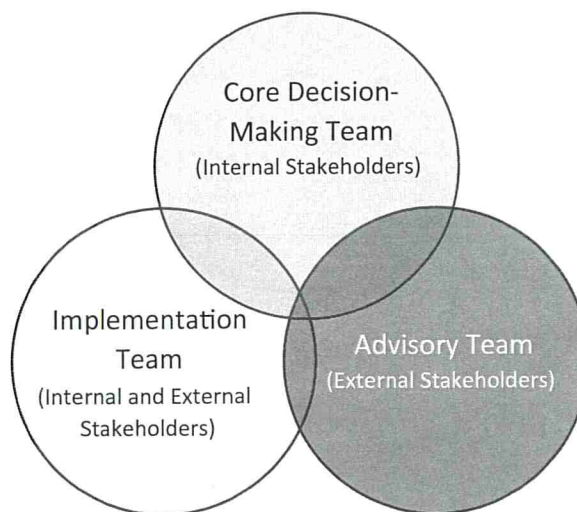 Core Decision-
Making Team
(Internal Stakeholders)
Implementation
Team
(Internal and External
Stakeholders)
Advisory Team
(External Stakeholders)